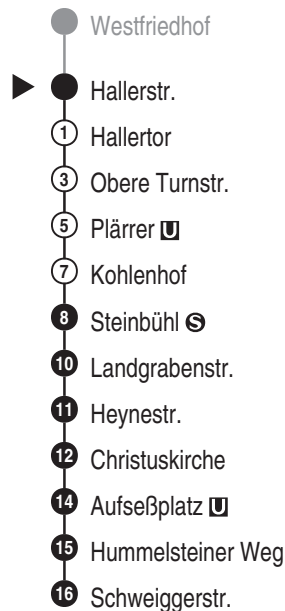 Westfriedhof
Hallerstr.
1 Hallertor
3 Obere Turnstr.
5 Plärrer U
7 Kohlenhof
8 Steinbühl S
10 Landgrabenstr.
11 Heynestr.
12 Christuskirche
14 Aufseßplatz U
15 Hummelsteiner Weg
16 Schweiggerstr.